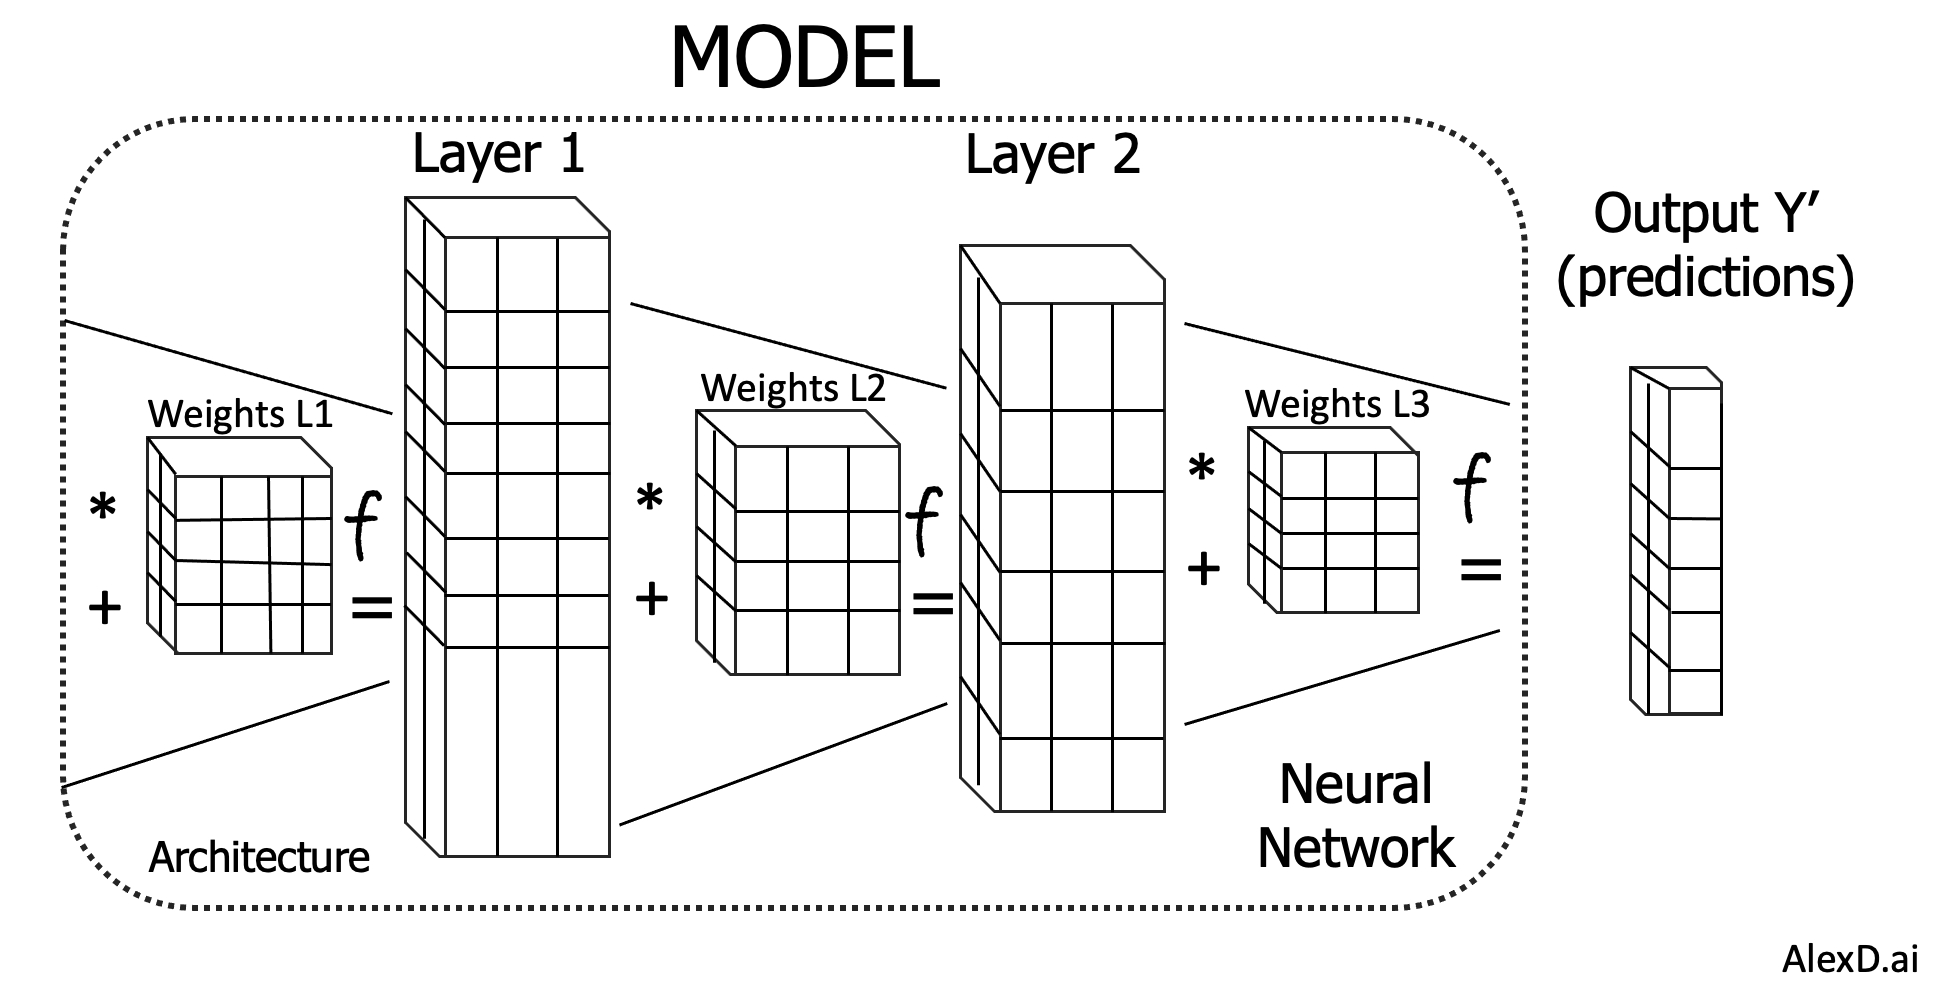 MODEL
Layer 1
Layer 2
Output Y’
(predictions)
Weights L1
Weights L2
Weights L3
* f
+ =
* f
+ =
* f
+ =
Architecture
Neural
Network
AlexD.ai